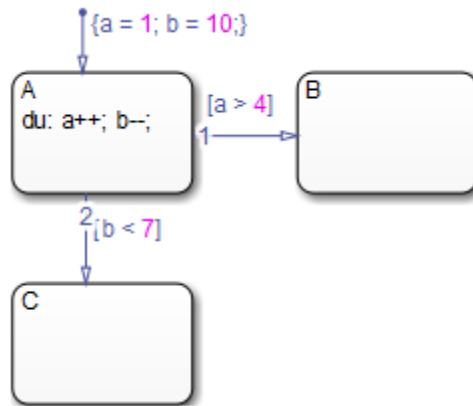 {a = 1; b = 10;}
A
du: a++; b--;
[a > 4]
1
B
2
[b < 7]
C